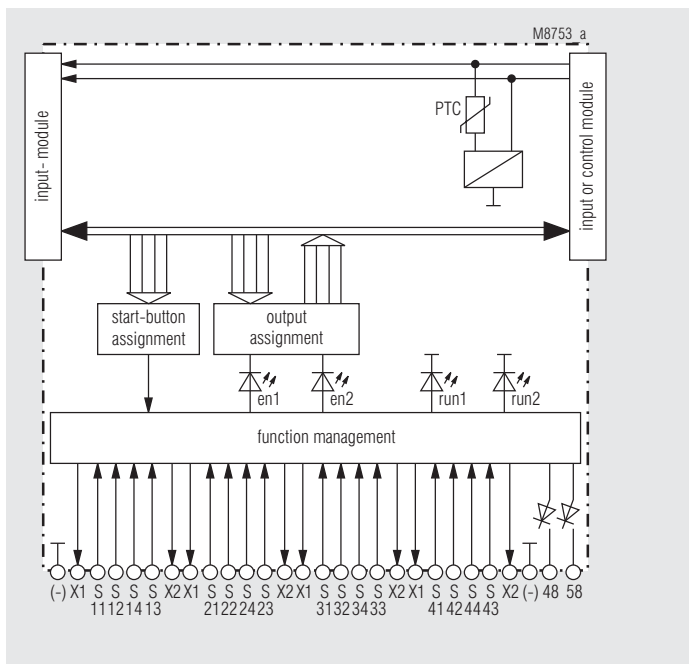 M8753_a
input- module
PTC
input or control module
start-button
assignment
output
assignment
en1
en2
run1
run2
function management
(-) X1 S S S S X2 X1 S S S S X2 X1 S S S S X2 X1 S S S S X2 (-) 48 58
11 12 14 13 21 22 24 23 31 32 34 33 41 42 44 43